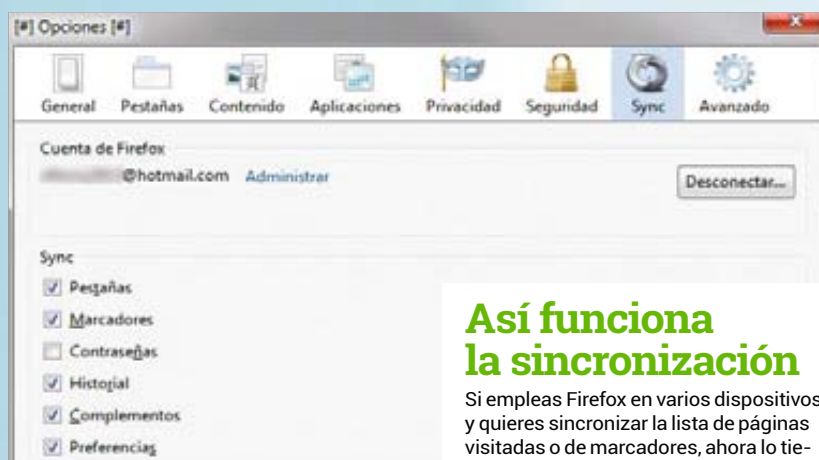 [#] Opciones [#]
General Pestañas Contenido Aplicaciones Privacidad Seguridad Sync Avanzado
Cuenta de Firefox
@hotmail.com Administrar Desconectar...
Sync
Pestañas
Marcadores
Contraseñas
Historial
Complementos
Preferencias
Así funciona
la sincronización
Si empleas Firefox en varios dispositivos
y quieres sincronizar la lista de páginas
visitadas o de marcadores, ahora lo tie-